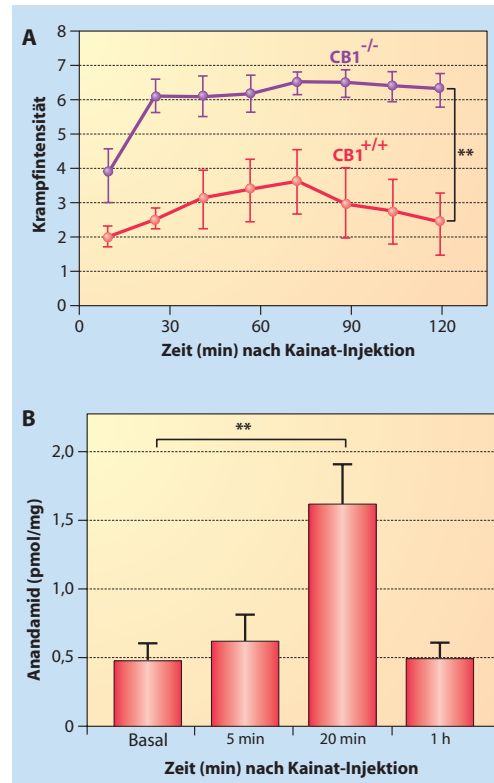 A
8
7
6
5
4
3
2
1
0
Krampfintensität
CB1-/-
CB1+/+
**
0 30 60 90 120
Zeit (min) nach Kainat-Injektion
B
**
2,0
1,5
1,0
0,5
0
Anandamid (pmol/mg)
Basal 5 min 20 min 1 h
Zeit (min) nach Kainat-Injektion